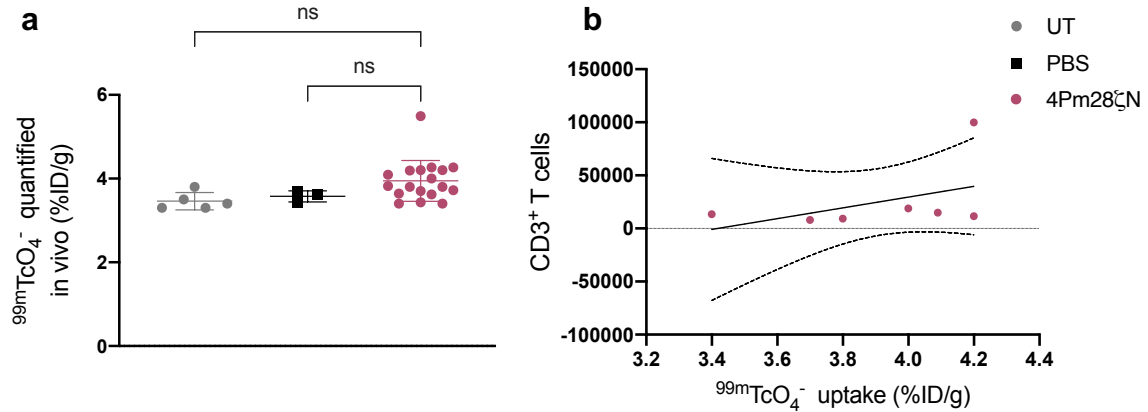 a
ns
ns
⁹⁹ᵐTcO₄⁻ quantified
in vivo (%ID/g)
6
4
2
0
b
UT
PBS
4Pm28ζN
CD3⁺ T cells
150000
100000
50000
0
-50000
-100000
3.2 3.4 3.6 3.8 4.0 4.2 4.4
⁹⁹ᵐTcO₄⁻ uptake (%ID/g)